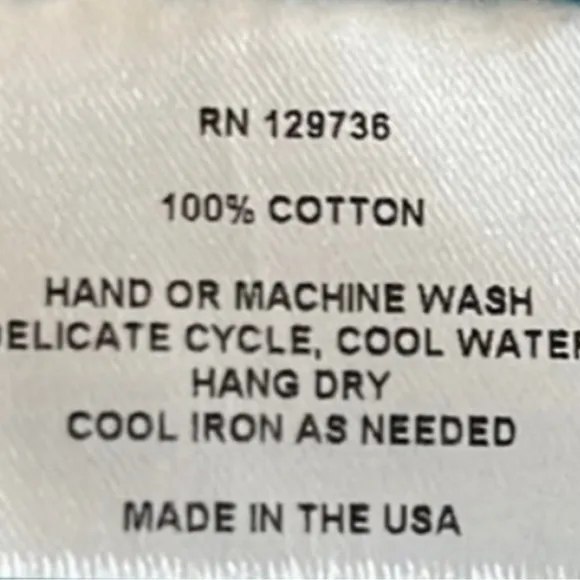 RN 129736
100% COTTON
HAND OR MACHINE WASH
DELICATE CYCLE, COOL WATER
HANG DRY
COOL IRON AS NEEDED
MADE IN THE USA